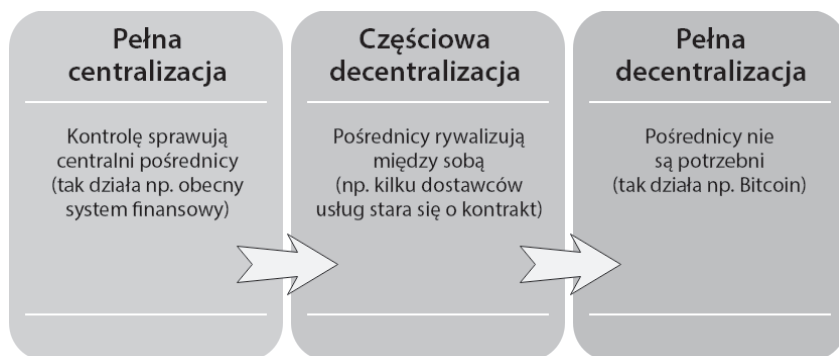 Pełna
centralizacja
Kontrolę sprawują
centralni pośrednicy
(tak działa np. obecny
system finansowy)
Częściowa
decentralizacja
Pośrednicy rywalizują
między sobą
(np. kilku dostawców
usług stara się o kontrakt)
Pełna
decentralizacja
Pośrednicy nie
są potrzebni
(tak działa np. Bitcoin)